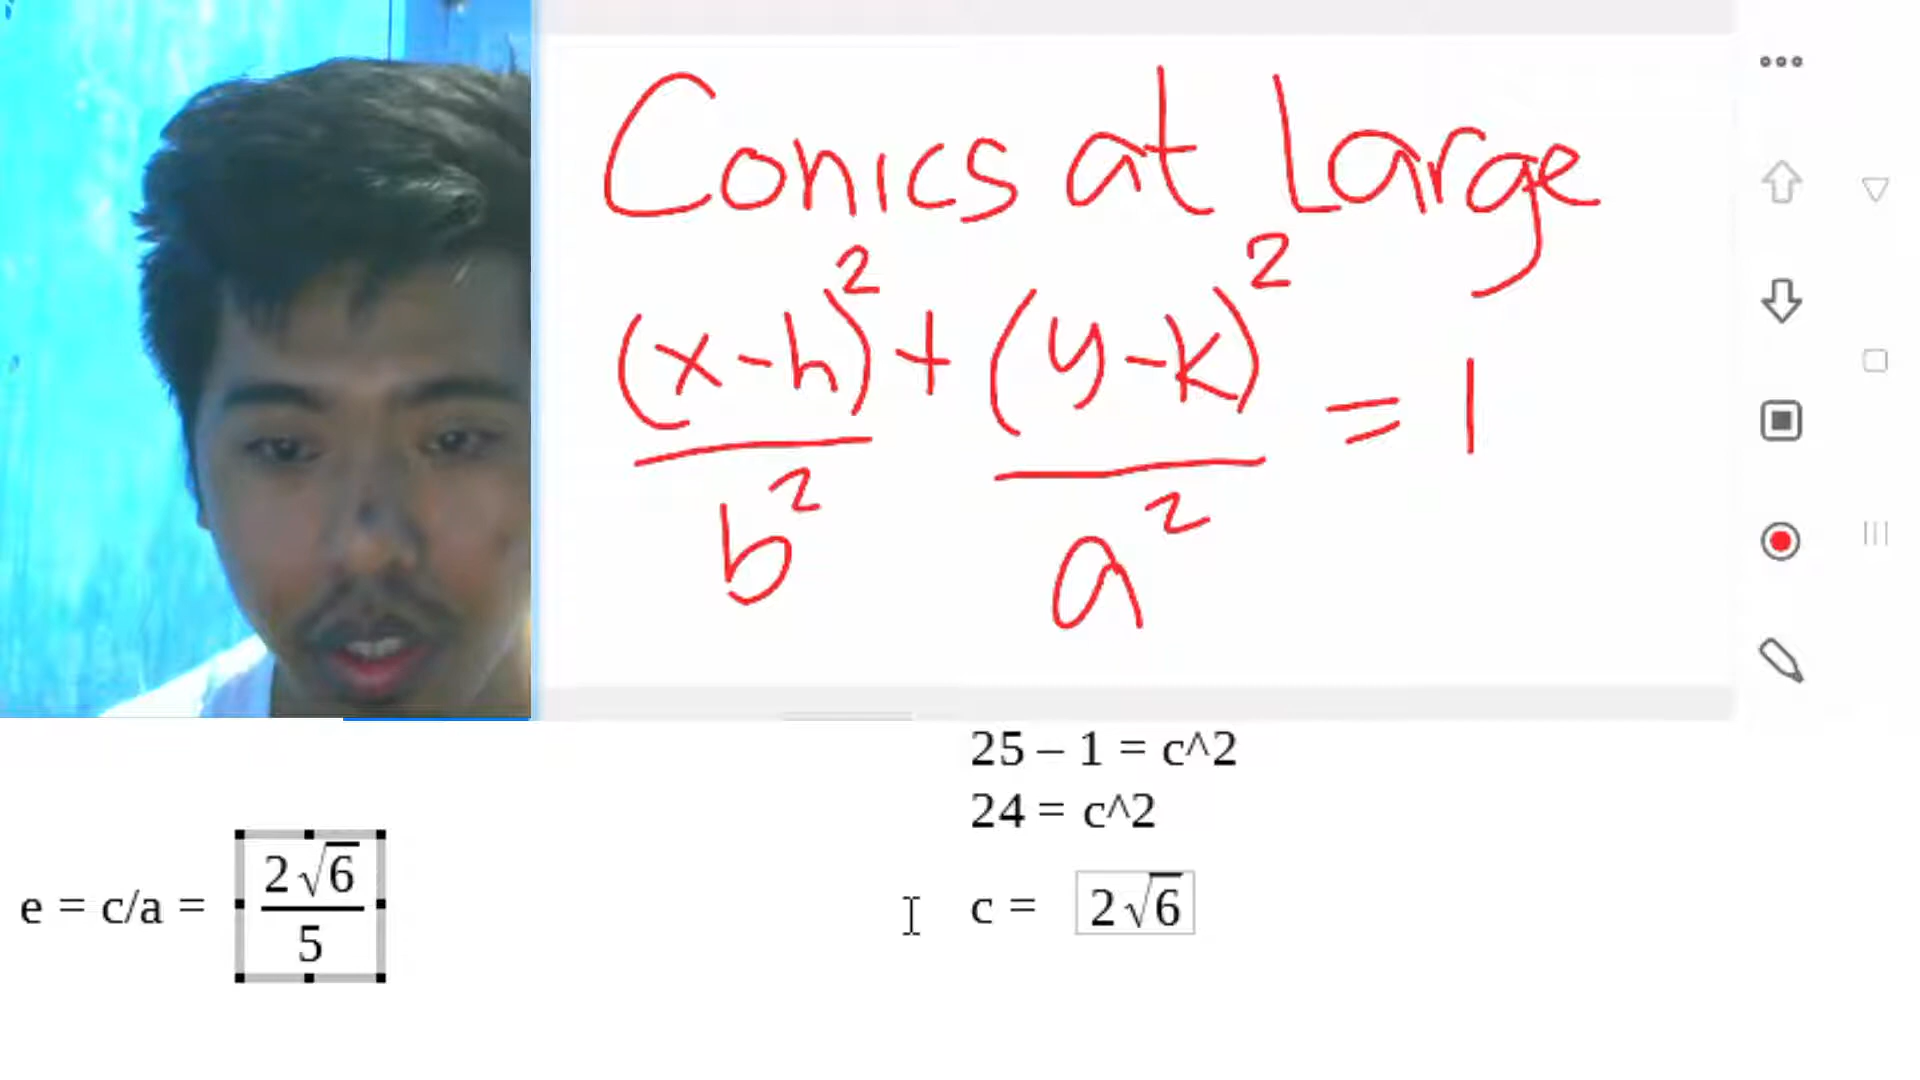 Conics at Large
(x-h)^2/b^2 + (y-k)^2/a^2 = 1
25 – 1 = c^2
24 = c^2
e = c/a = 2√6/5
c = 2√6